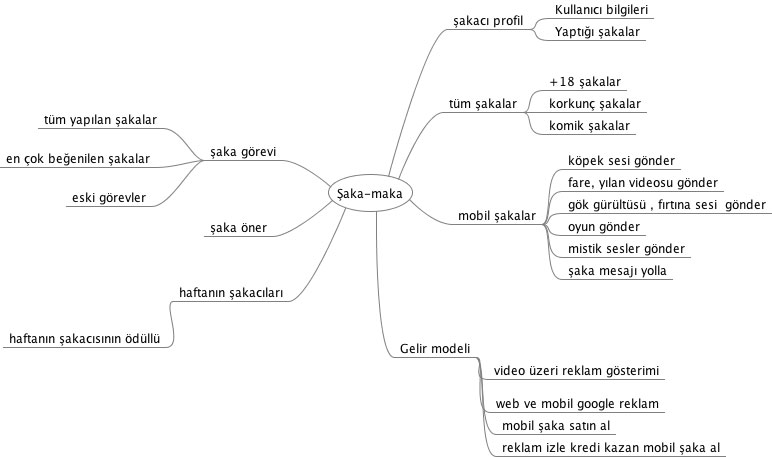 Şaka-maka
şakacı profil
Kullanıcı bilgileri
Yaptığı şakalar
tüm şakalar
+18 şakalar
korkunç şakalar
komik şakalar
mobil şakalar
köpek sesi gönder
fare, yılan videosu gönder
gök gürültüsü , fırtına sesi  gönder
oyun gönder
mistik sesler gönder
şaka mesajı yolla
Gelir modeli
video üzeri reklam gösterimi
web ve mobil google reklam
mobil şaka satın al
reklam izle kredi kazan mobil şaka al
şaka görevi
tüm yapılan şakalar
en çok beğenilen şakalar
eski görevler
şaka öner
haftanın şakacıları
haftanın şakacısının ödüllü